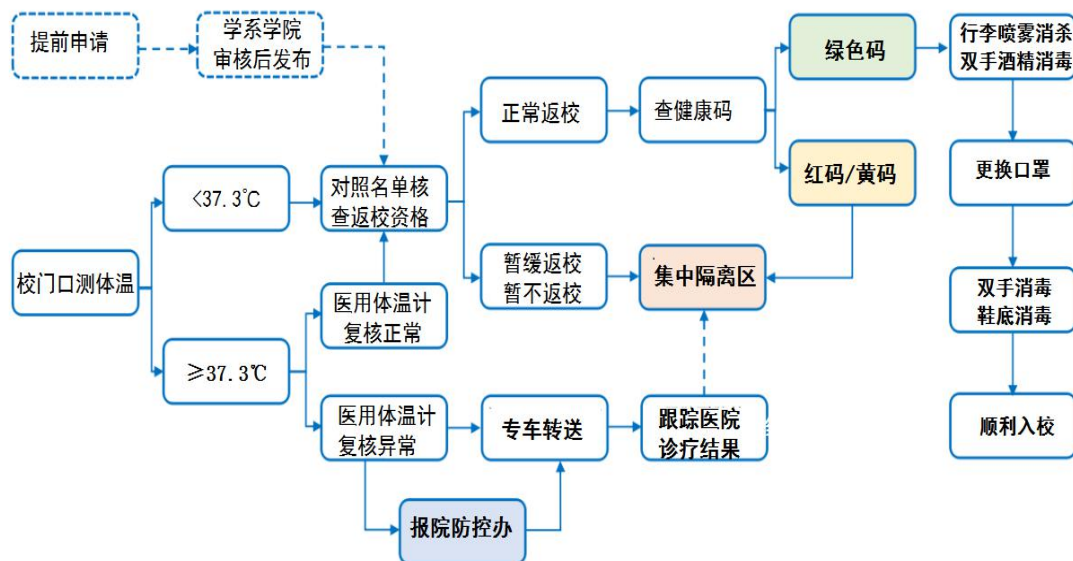 提前申请
学系学院
审核后发布
绿色码
行李喷雾消杀
双手酒精消毒
正常返校
查健康码
红码/黄码
更换口罩
<37.3℃
对照名单核
查返校资格
校门口测体温
暂缓返校
暂不返校
集中隔离区
双手消毒
鞋底消毒
医用体温计
复核正常
≥37.3℃
医用体温计
复核异常
专车转送
跟踪医院
诊疗结果
顺利入校
报院防控办